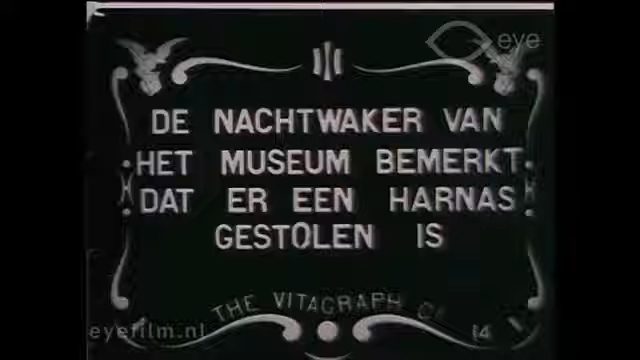 eye
DE NACHTWAKER VAN
HET MUSEUM BEMERKT
DAT ER EEN HARNAS
GESTOLEN IS
THE VITAGRAPH
eyefilm.nl
14